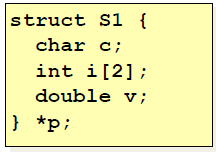 struct S1 {
  char c;
  int i[2];
  double v;
} *p;